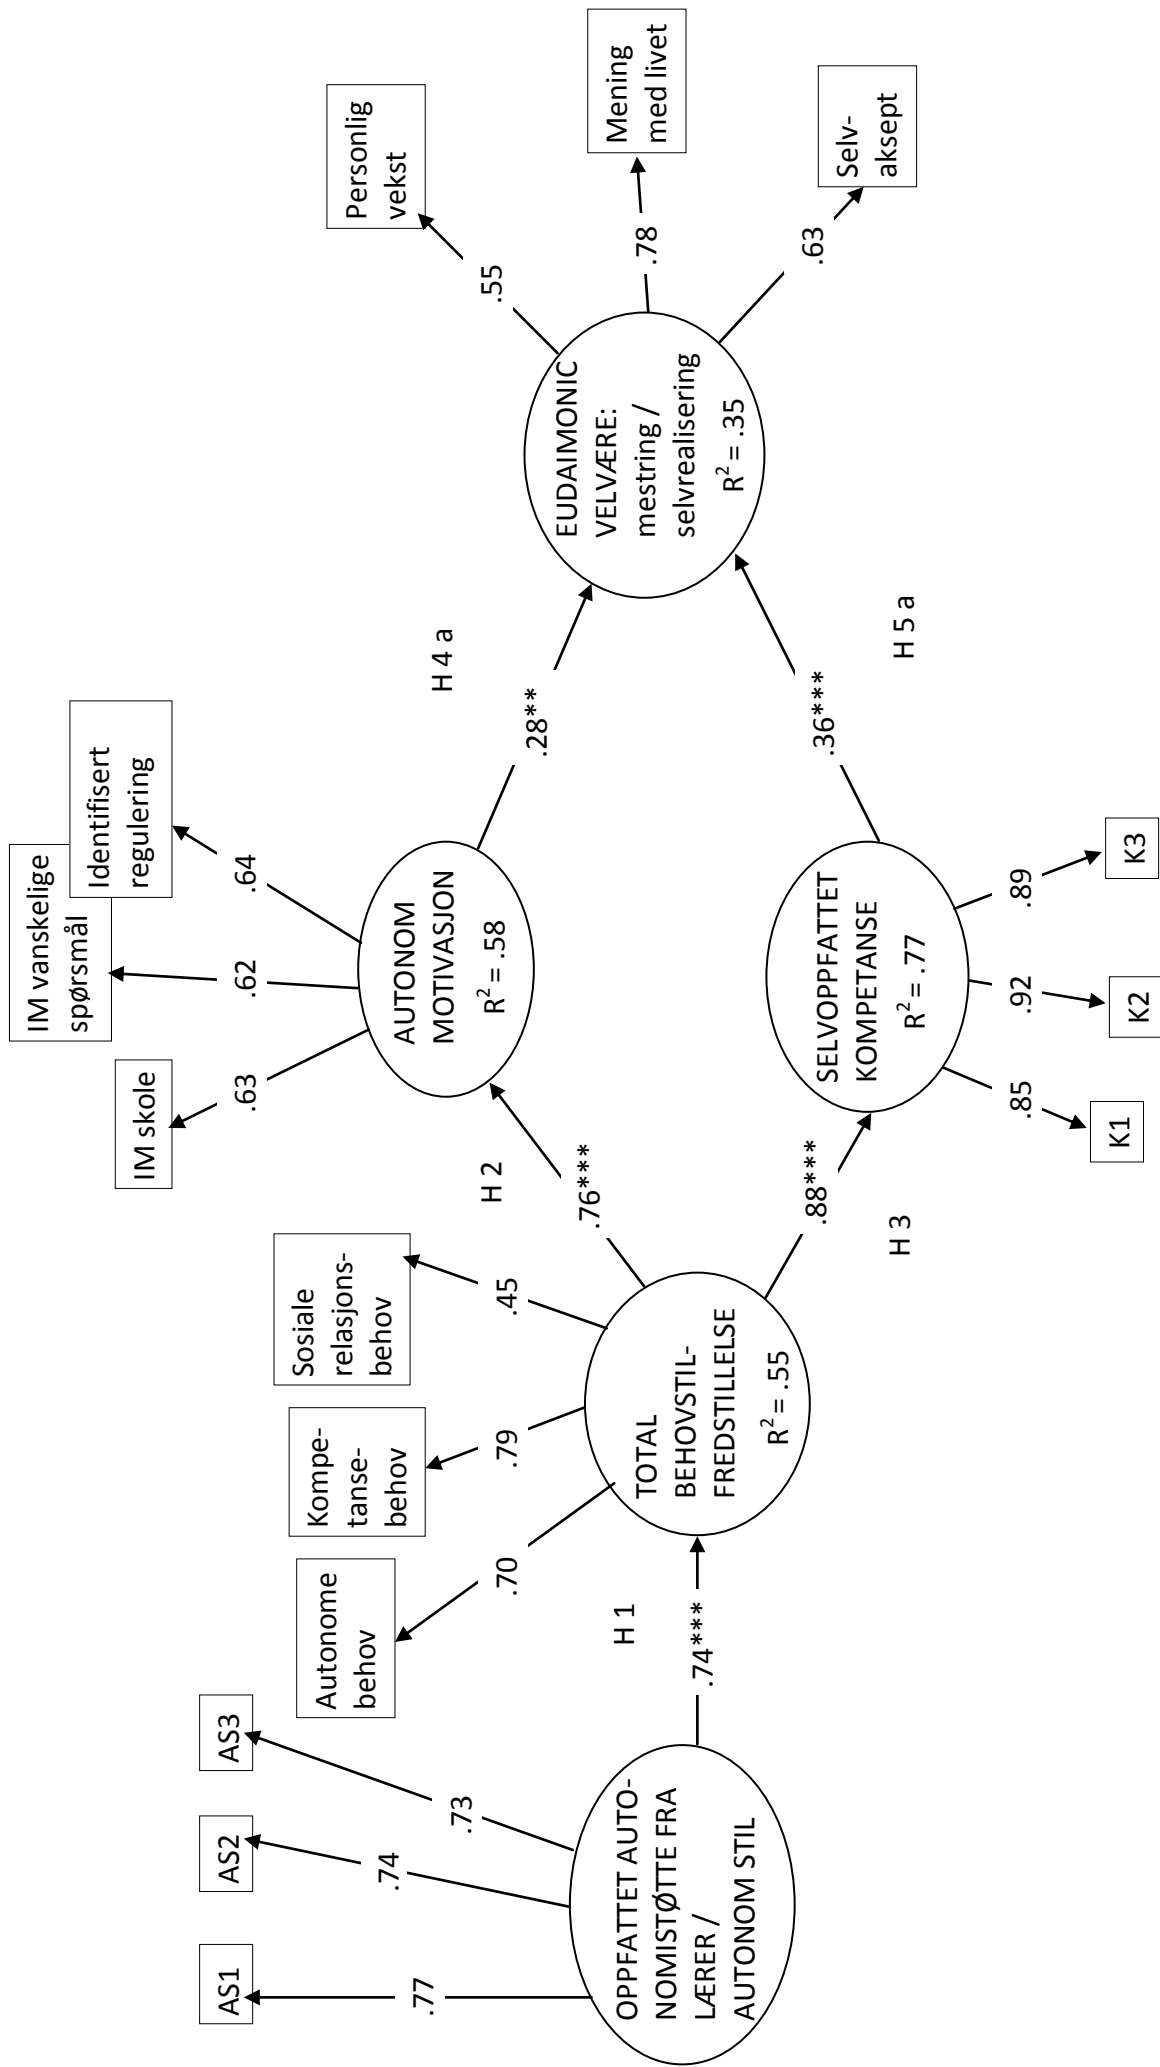 AS1
AS2
AS3
.77
.74
.73
OPPFATTET AUTO-
NOMISTØTTE FRA
LÆRER /
AUTONOM STIL
H 1
.74***
Autonome
behov
Kompe-
tanse-
behov
Sosiale
relasjons-
behov
.70
.79
.45
TOTAL
BEHOVSTIL-
FREDSTILLELSE
R² = .55
H 2
.76***
.88***
H 3
IM skole
IM vanskelige
spørsmål
Identifisert
regulering
.63
.62
.64
AUTONOM
MOTIVASJON
R² = .58
SELVOPPFATTET
KOMPETANSE
R² = .77
.85
.92
.89
K1
K2
K3
H 4 a
.28**
.36***
H 5 a
EUDAIMONIC
VELVÆRE:
mestring /
selvrealisering
R² = .35
.55
.78
.63
Personlig
vekst
Mening
med livet
Selv-
aksept